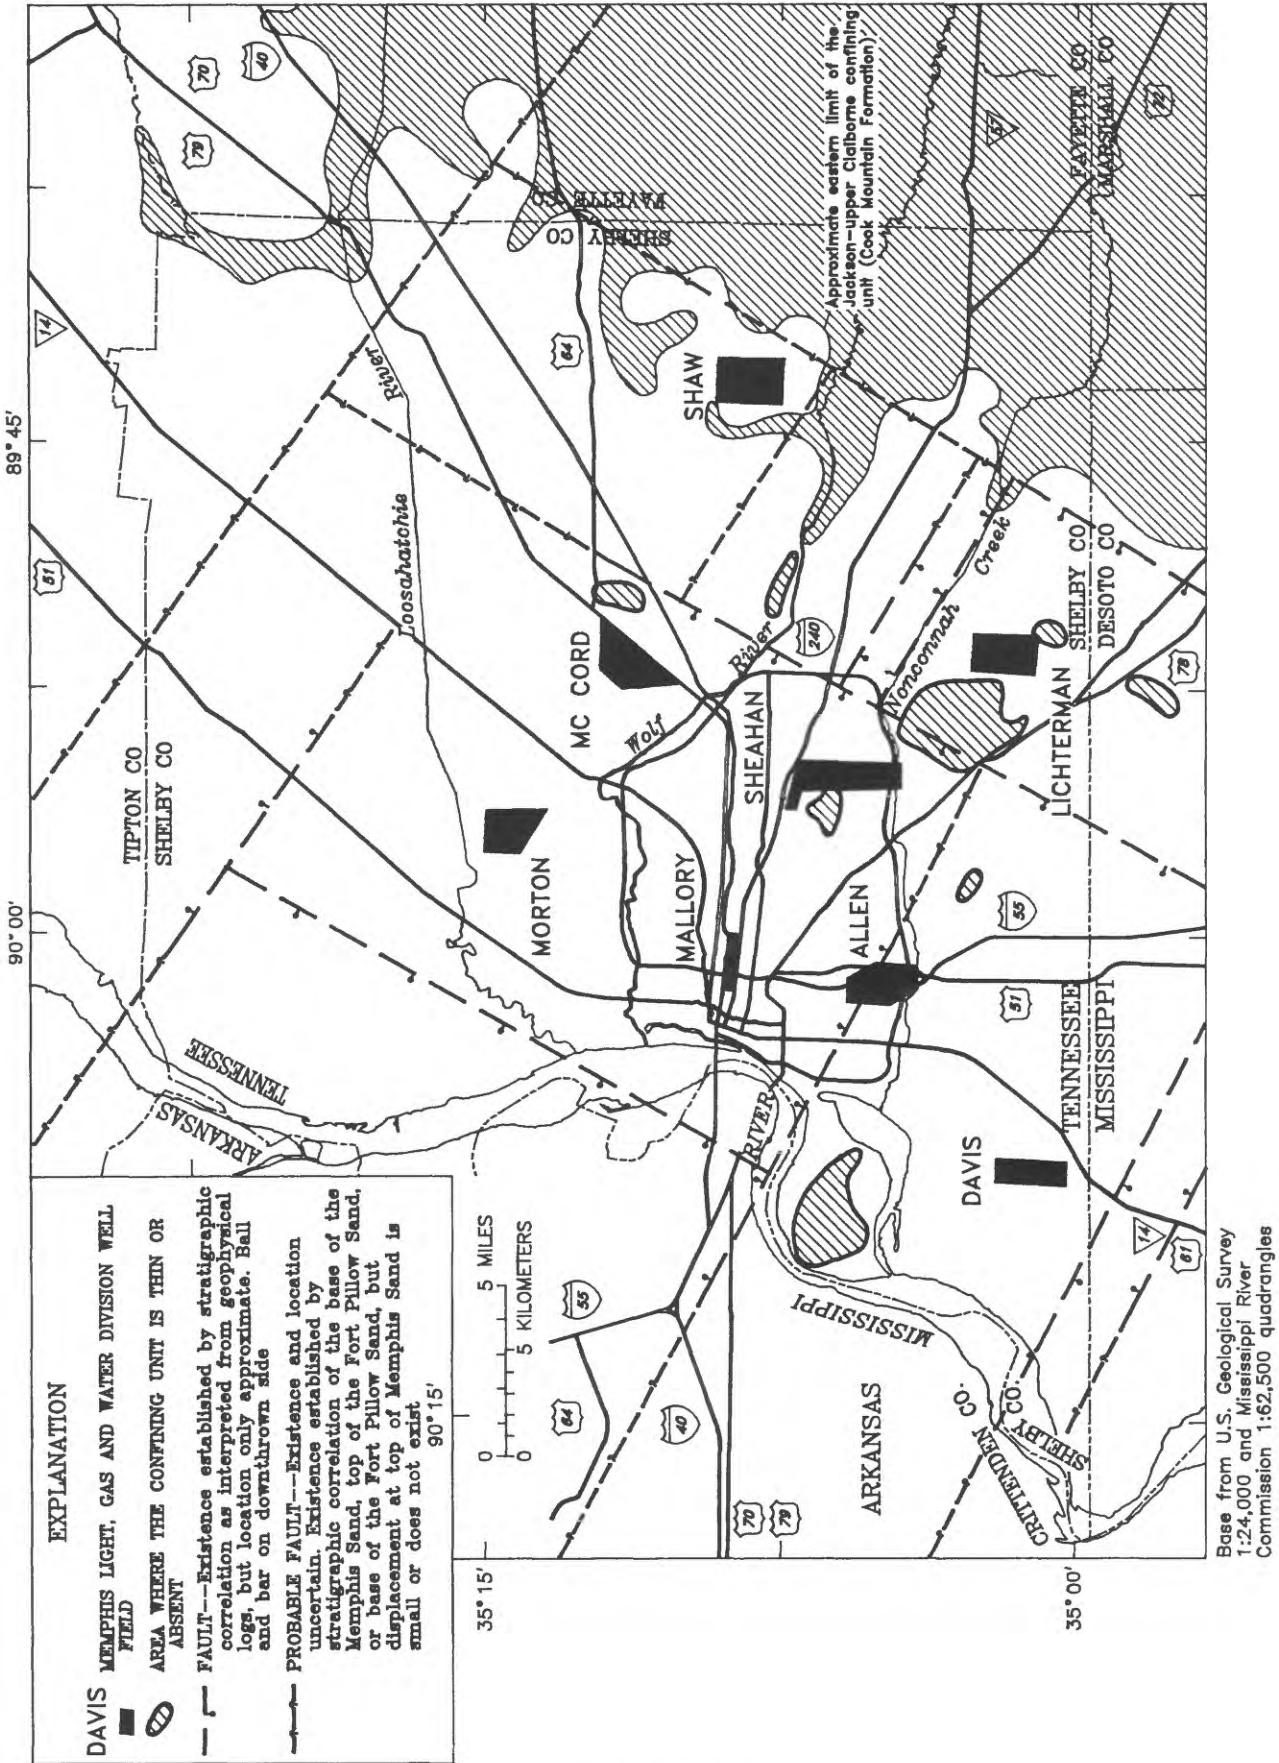 EXPLANATION
DAVIS MEMPHIS LIGHT, GAS AND WATER DIVISION WELL
FIELD
AREA WHERE THE CONFINING UNIT IS THIN OR
ABSENT
FAULT--Existence established by stratigraphic
correlation as interpreted from geophysical
logs, but location only approximate. Ball
and bar on downthrown side
PROBABLE FAULT--Existence and location
uncertain. Existence established by
stratigraphic correlation of the base of the
Memphis Sand, top of the Fort Pillow Sand,
or base of the Fort Pillow Sand, but
displacement at top of Memphis Sand is
small or does not exist
90°15'
90°00'
89°45'
35°15'
35°00'
0 5 MILES
0 5 KILOMETERS
TIPTON CO
SHELBY CO
51
14
79
70
40
ARKANSAS
TENNESSEE
Loosahatchie
River
MORTON
MC CORD
64
SHELBY CO
FAYETTE CO
Wolf
River
MALLORY
SHEAHAN
SHAW
240
Approximate eastern limit of the
Jackson-upper Claiborne confining
unit (Cook Mountain Formation)
55
64
40
70
79
RIVER
ALLEN
Nonconnah
Creek
57
MISSISSIPPI
ARKANSAS
DAVIS
55
51
LICHTERMAN
CRITTENDEN CO.
SHELBY CO.
TENNESSEE
MISSISSIPPI
SHELBY CO
DESOTO CO
FAYETTE CO
MARSHALL CO
14
61
78
72
Base from U.S. Geological Survey
1:24,000 and Mississippi River
Commission 1:62,500 quadrangles